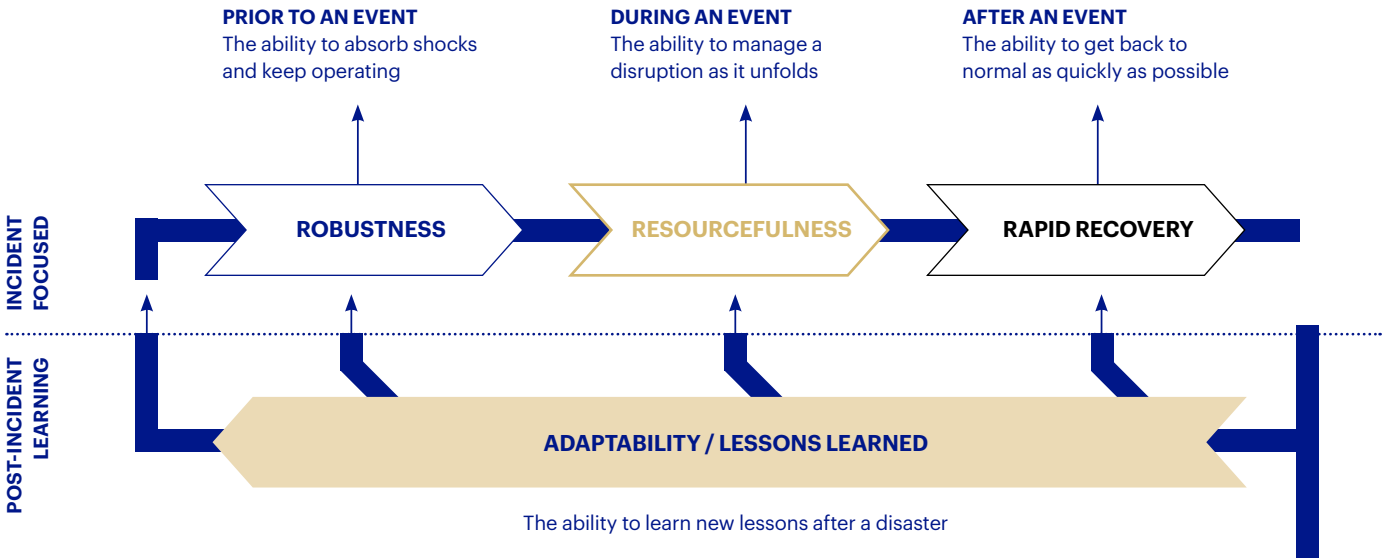 PRIOR TO AN EVENT
The ability to absorb shocks
and keep operating
DURING AN EVENT
The ability to manage a
disruption as it unfolds
AFTER AN EVENT
The ability to get back to
normal as quickly as possible
INCIDENT
FOCUSED
ROBUSTNESS
RESOURCEFULNESS
RAPID RECOVERY
POST-INCIDENT
LEARNING
ADAPTABILITY / LESSONS LEARNED
The ability to learn new lessons after a disaster